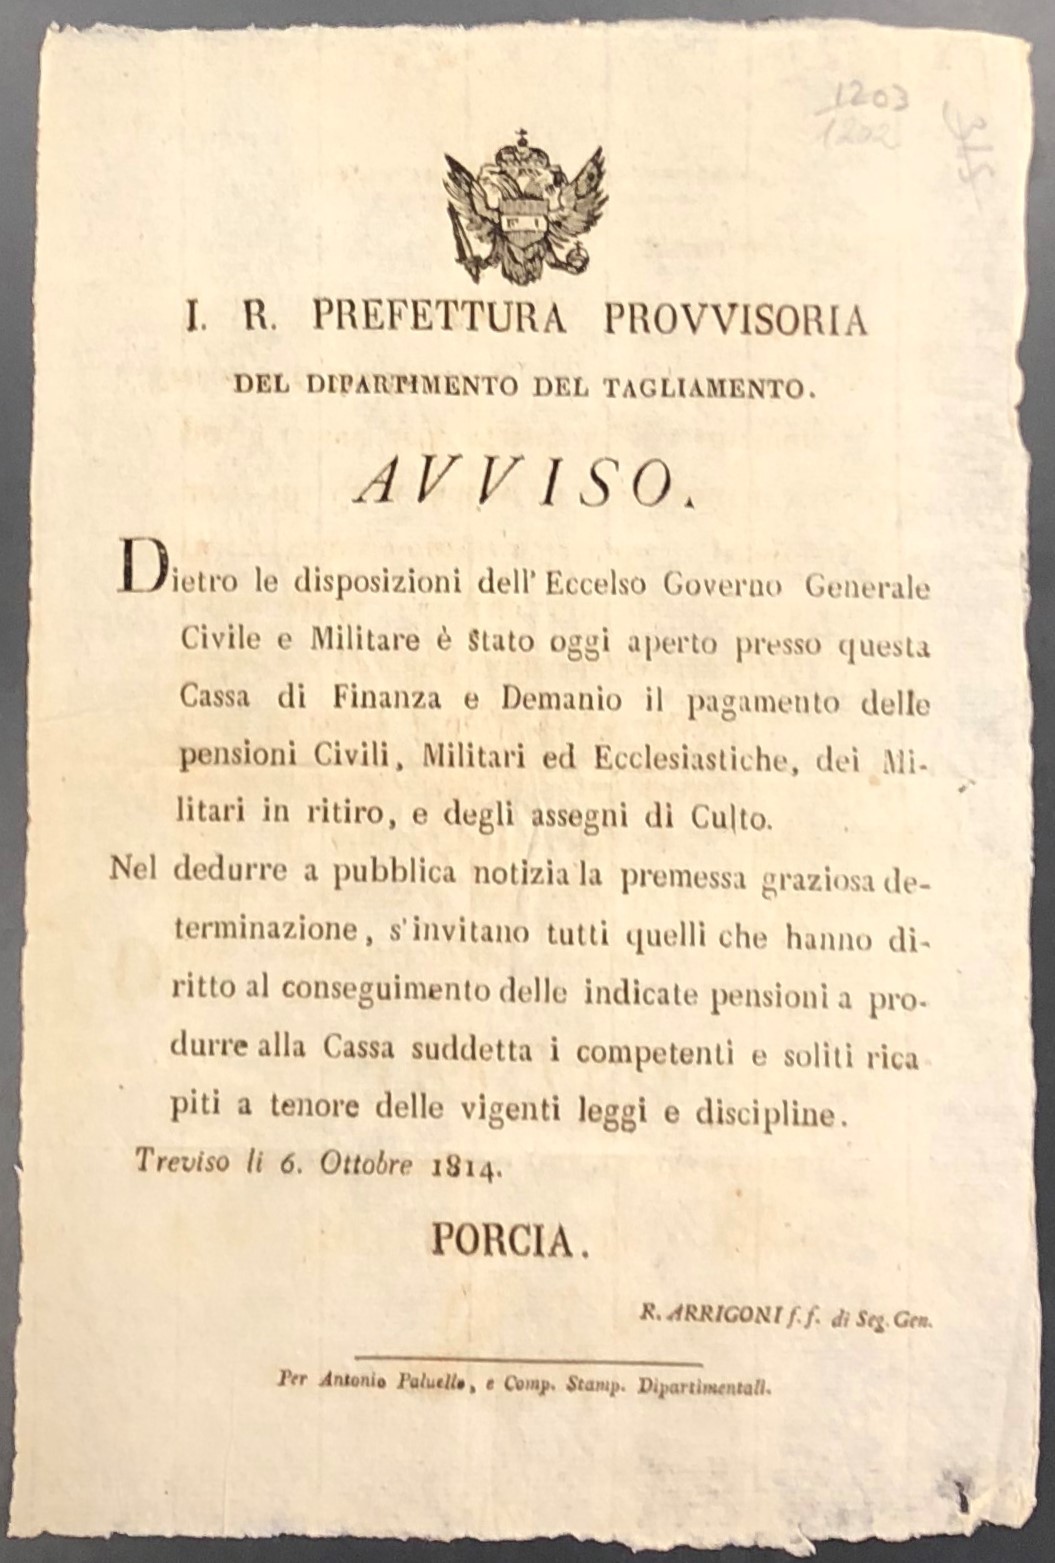 1203
1202
315
I. R. PREFETTURA PROVVISORIA
DEL DIPARTIMENTO DEL TAGLIAMENTO.
AVVISO.
Dietro le disposizioni dell' Eccelso Governo Generale
Civile e Militare è stato oggi aperto presso questa
Cassa di Finanza e Demanio il pagamento delle
pensioni Civili, Militari ed Ecclesiastiche, dei Mi-
litari in ritiro, e degli assegni di Culto.
Nel dedurre a pubblica notizia la premessa graziosa de-
terminazione, s'invitano tutti quelli che hanno di-
ritto al conseguimento delle indicate pensioni a pro-
durre alla Cassa suddetta i competenti e soliti rica
piti a tenore delle vigenti leggi e discipline.
Treviso li 6. Ottobre 1814.
PORCIA.
R. ARRIGONI f.f. di Seg. Gen.
Per Antonio Paluello, e Comp. Stamp. Dipartimentali.